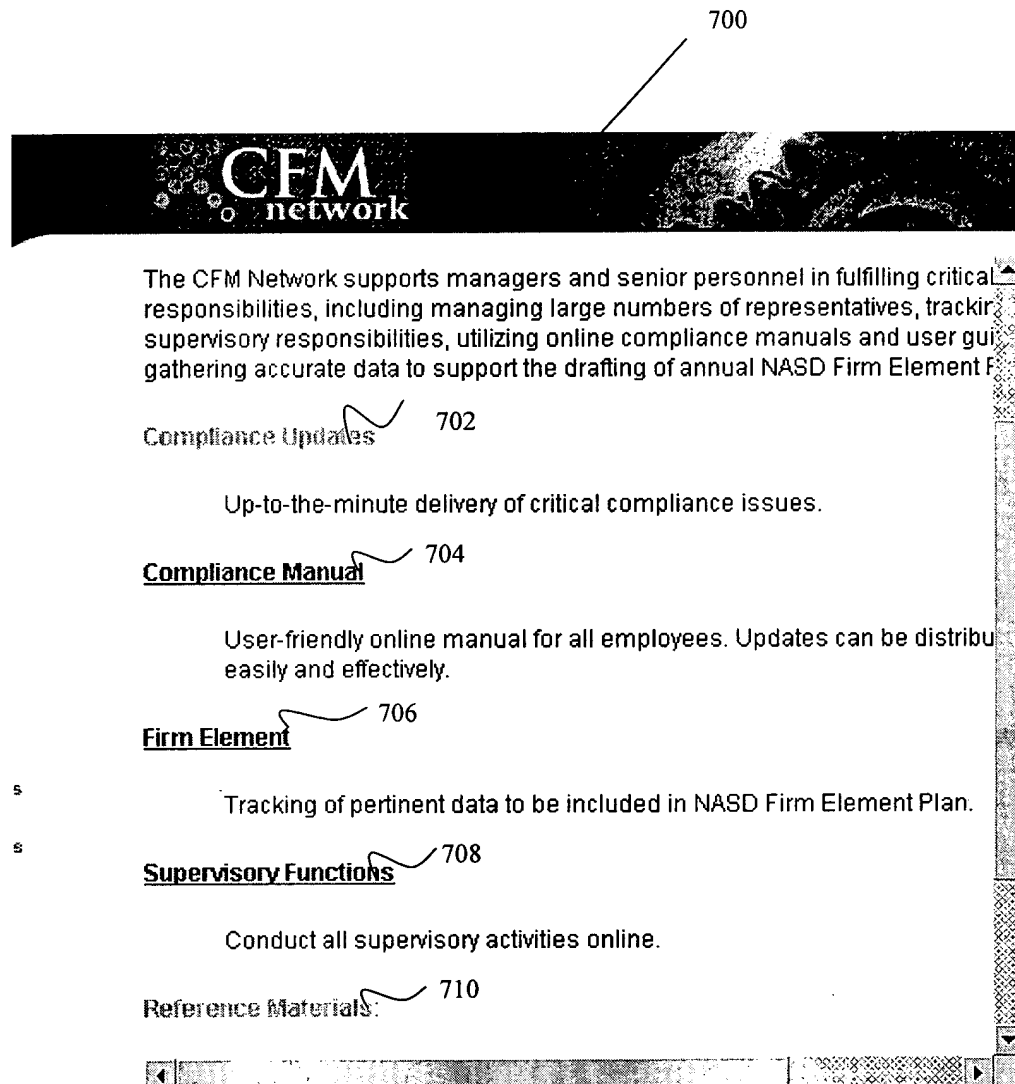 700
CFM
network
The CFM Network supports managers and senior personnel in fulfilling critical
responsibilities, including managing large numbers of representatives, trackin
supervisory responsibilities, utilizing online compliance manuals and user gui
gathering accurate data to support the drafting of annual NASD Firm Element P
Compliance Updates 702
Up-to-the-minute delivery of critical compliance issues.
Compliance Manual 704
User-friendly online manual for all employees. Updates can be distribu
easily and effectively.
Firm Element 706
s
Tracking of pertinent data to be included in NASD Firm Element Plan.
s
Supervisory Functions 708
Conduct all supervisory activities online.
Reference Materials: 710